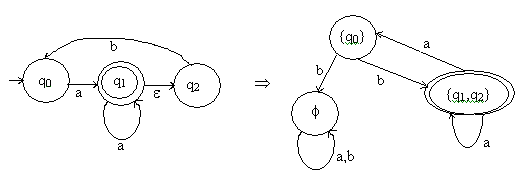 b
q0
a
q1
ε
q2
a
⇒
{q0}
a
b
b
{q1,q2}
ϕ
a,b
a